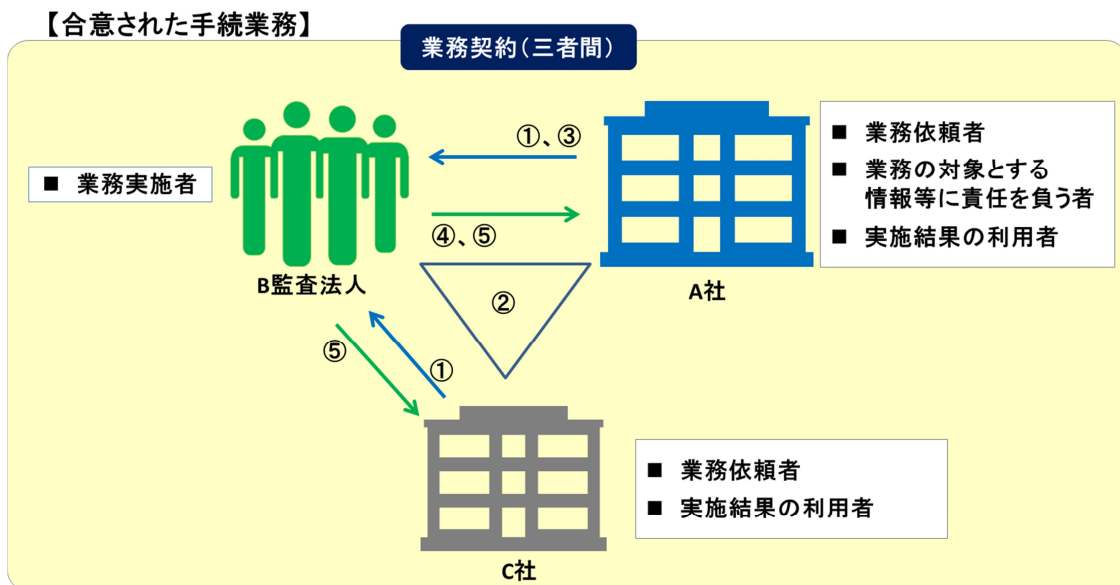 【合意された手続業務】
業務契約（三者間）
■ 業務実施者
B監査法人
①、③
④、⑤
A社
■ 業務依頼者
■ 業務の対象とする
情報等に責任を負う者
■ 実施結果の利用者
②
⑤
①
C社
■ 業務依頼者
■ 実施結果の利用者